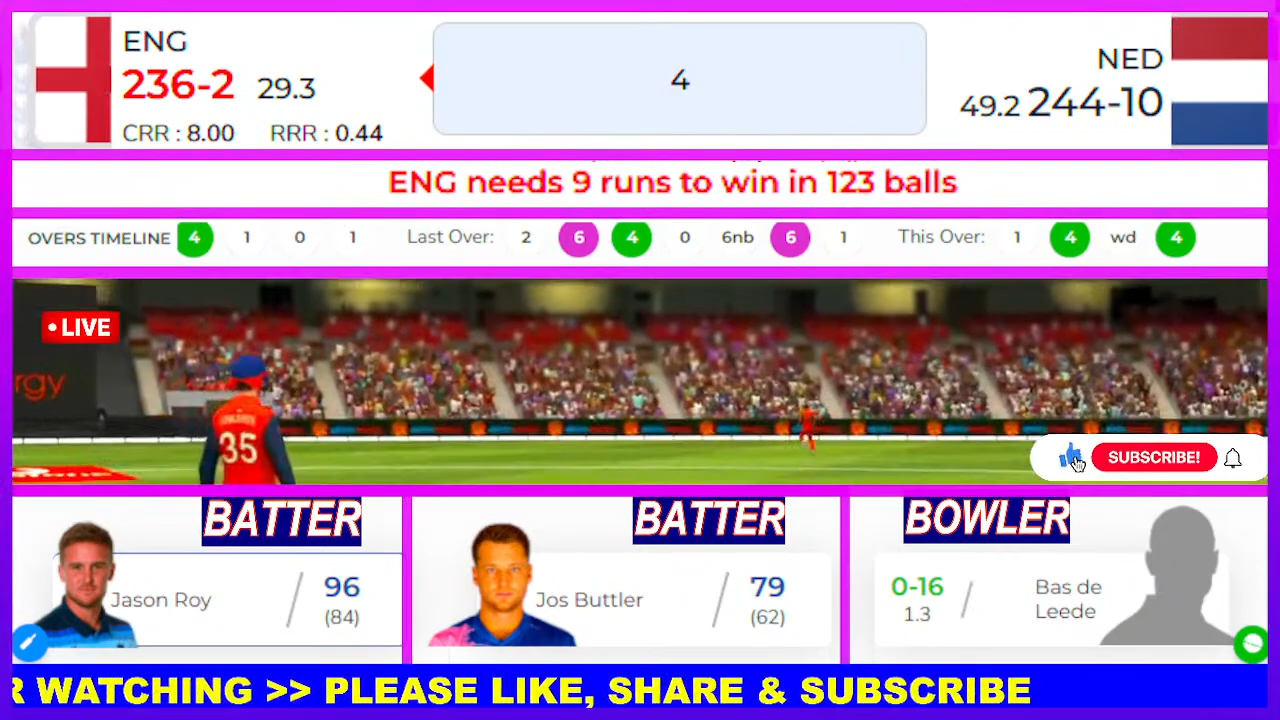 ENG
236-2 29.3
CRR : 8.00 RRR : 0.44
4
NED
49.2 244-10
ENG needs 9 runs to win in 123 balls
OVERS TIMELINE 4 1 0 1 Last Over: 2 6 4 0 6nb 6 1 This Over: 1 4 wd 4
• LIVE
rgy
35
SUBSCRIBE!
BATTER
Jason Roy
96
(84)
BATTER
Jos Buttler
79
(62)
BOWLER
0-16
1.3
Bas de
Leede
R WATCHING >> PLEASE LIKE, SHARE & SUBSCRIBE